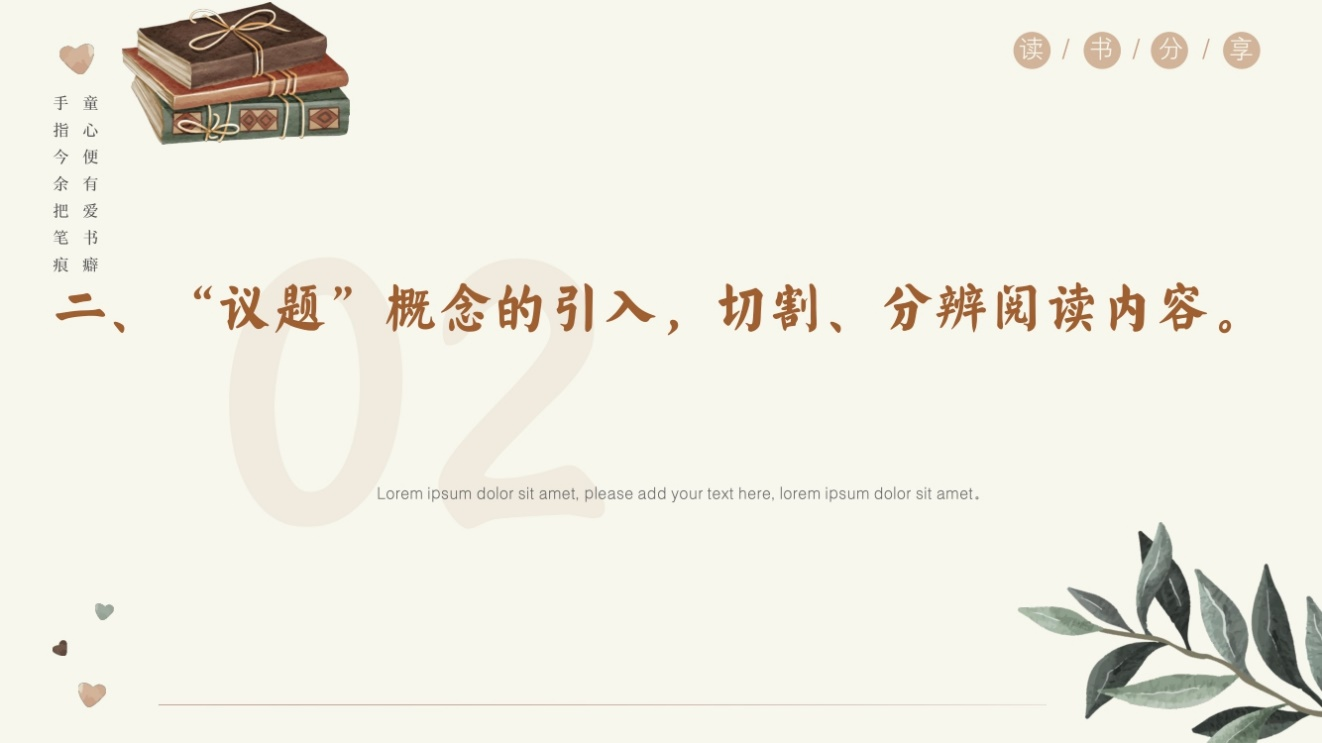 读/书/分/享
童心便有爱书癖
手指今余把笔痕
02
二、“议题”概念的引入，切割、分辨阅读内容。
Lorem ipsum dolor sit amet, please add your text here, lorem ipsum dolor sit amet.